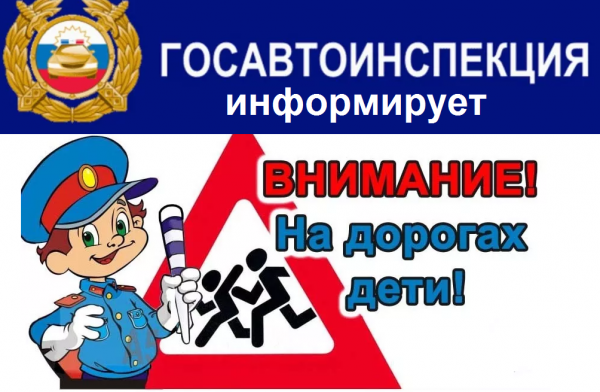 ГОСАВТОИНСПЕКЦИЯ
информирует
ВНИМАНИЕ!
На дорогах
дети!